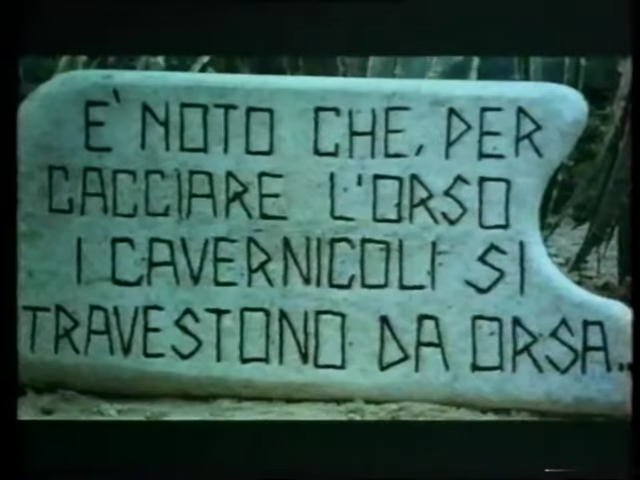 E' NOTO CHE, PER
CACCIARE L'ORSO
I CAVERNICOLI SI
TRAVESTONO DA ORSA..